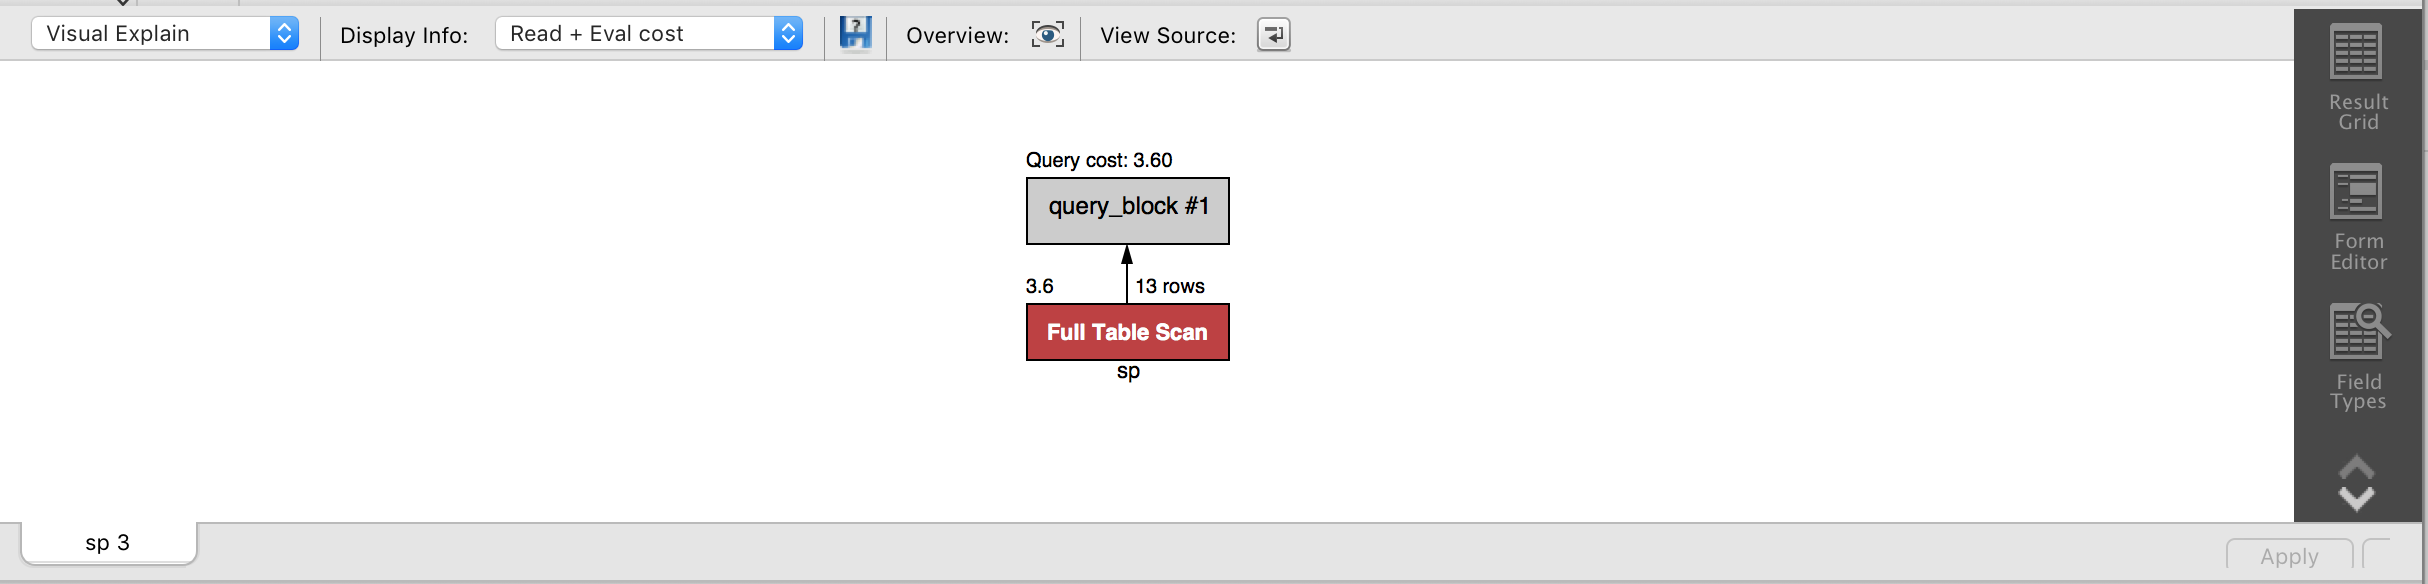 Visual Explain
Display Info:
Read + Eval cost
Overview:
View Source:
Result
Grid
Query cost: 3.60
query_block #1
3.6
13 rows
Full Table Scan
sp
Form
Editor
Field
Types
sp 3
Apply